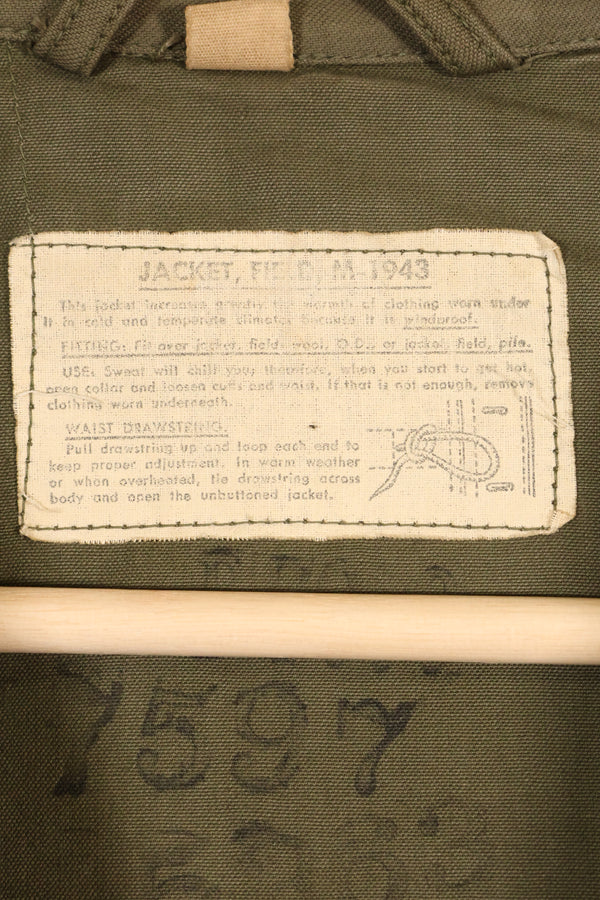 JACKET, FIELD, M-1943
This jacket increases greatly the warmth of clothing worn under
it in cold and temperate climates because it is windproof.
FITTING: Fit over jacket, field, wool, O.D., or jacket, field, pile.
USE: Sweat will chill you; therefore, when you start to get hot,
open collar and loosen cuffs and waist. If that is not enough, remove
clothing worn underneath.
WAIST DRAWSTRING.
Pull drawstring up and loop each end to
keep proper adjustment. In warm weather
or when overheated, tie drawstring across
body and open the unbuttoned jacket.
7597